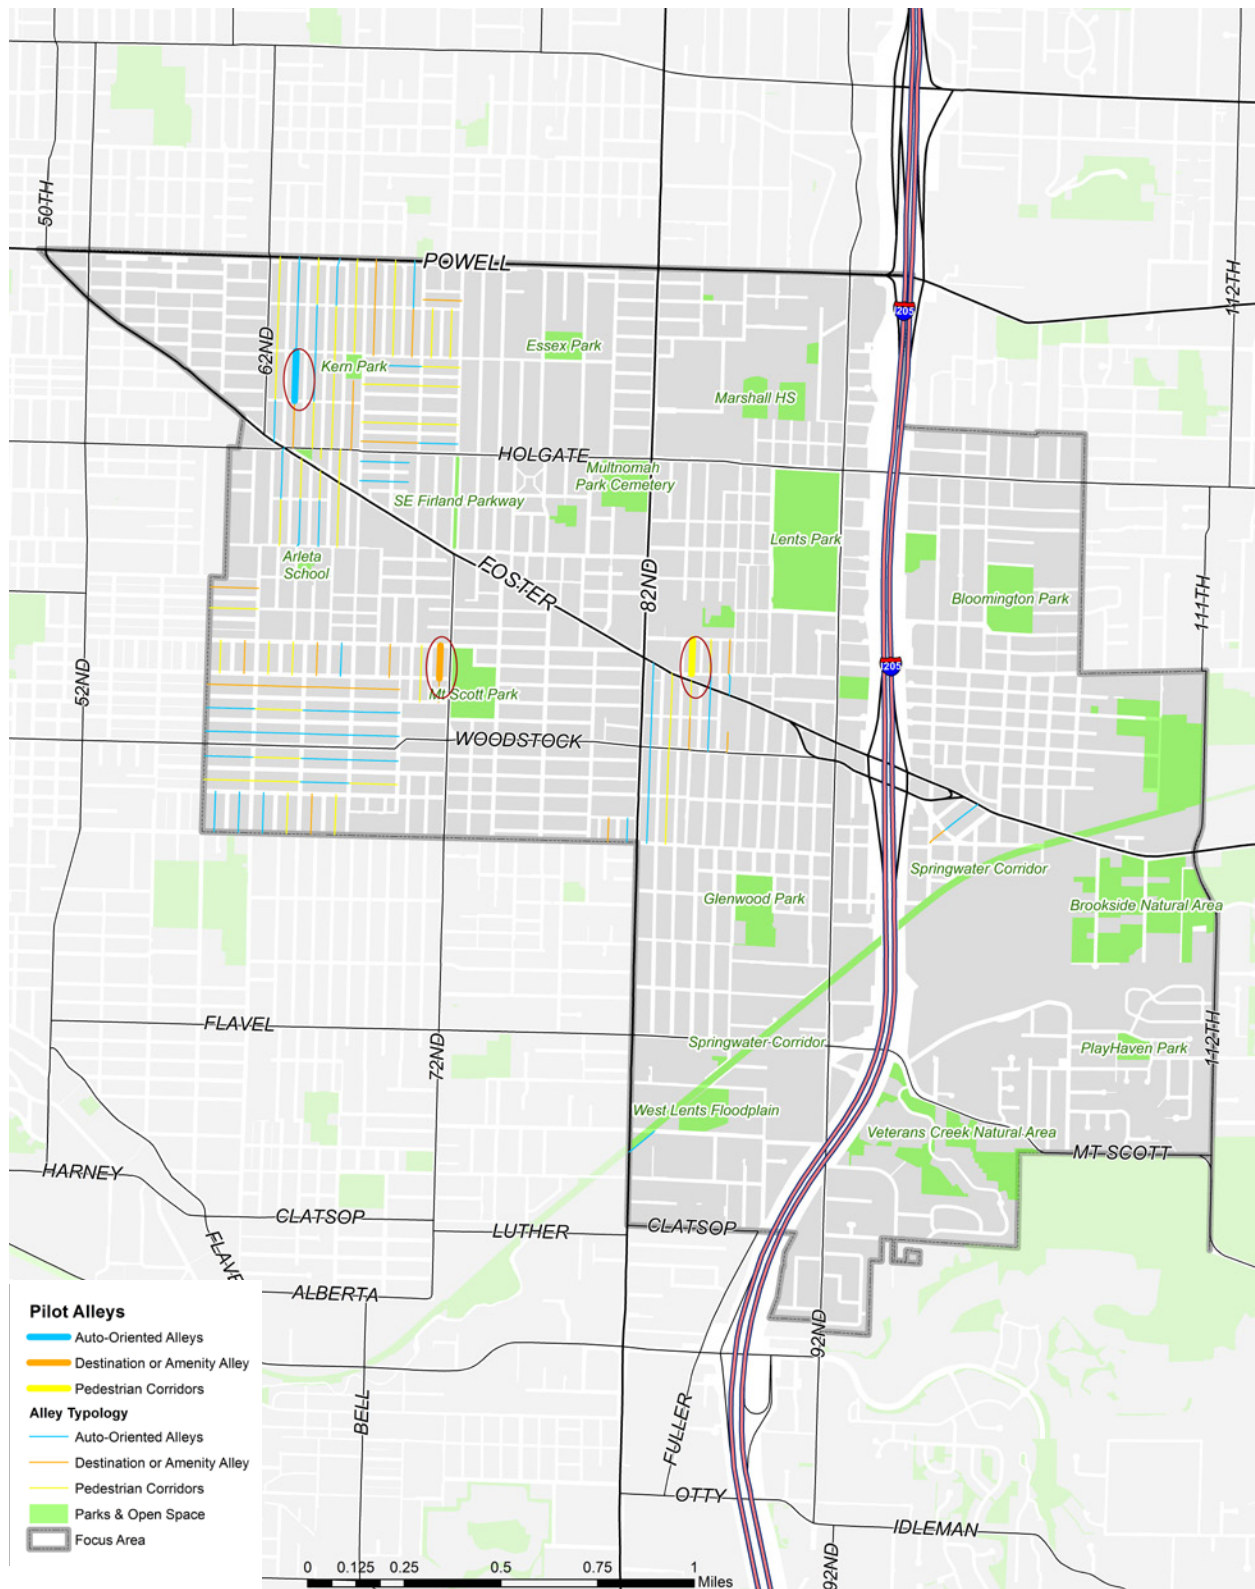 50TH
POWELL
112TH
I205
62ND
Kern Park
Essex Park
Marshall HS
HOLGATE
Multnomah
Park Cemetery
SE Firland Parkway
Lents Park
Arleta
School
FOSTER
82ND
Bloomington Park
111TH
52ND
I205
Mt Scott Park
WOODSTOCK
Springwater Corridor
Glenwood Park
Brookside Natural Area
FLAVEL
72ND
Springwater Corridor
PlayHaven Park
112TH
West Lents Floodplain
Veterans Creek Natural Area
MT SCOTT
HARNEY
CLATSOP
LUTHER
CLATSOP
FLAVE
ALBERTA
92ND
BELL
FULLER
OTTY
IDLEMAN
92ND
Pilot Alleys
Auto-Oriented Alleys
Destination or Amenity Alley
Pedestrian Corridors
Alley Typology
Auto-Oriented Alleys
Destination or Amenity Alley
Pedestrian Corridors
Parks & Open Space
Focus Area
0 0.125 0.25 0.5 0.75 1
Miles